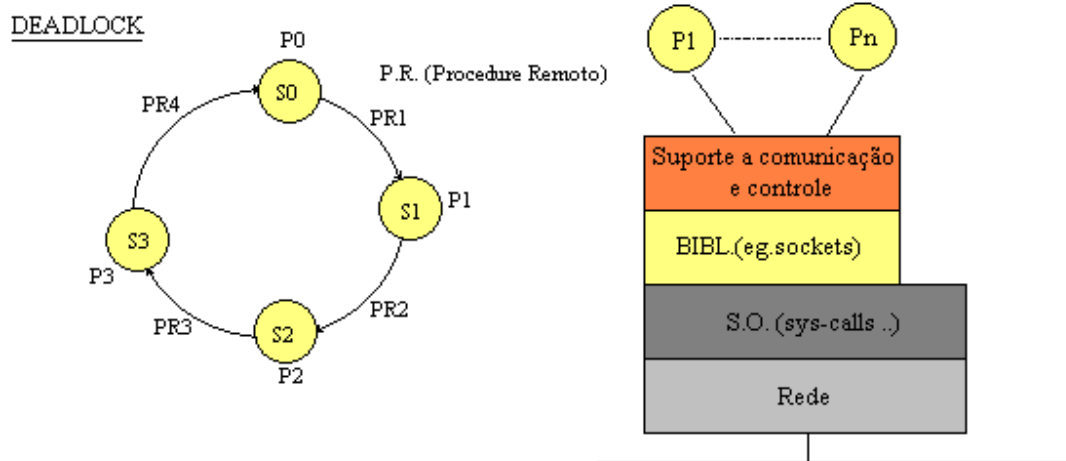 DEADLOCK
P0
P.R. (Procedure Remoto)
S0
PR4
PR1
S1
P1
S3
P3
PR3
PR2
S2
P2
P1
Pn
Suporte a comunicação
e controle
BIBL.(eg.sockets)
S.O. (sys-calls ..)
Rede